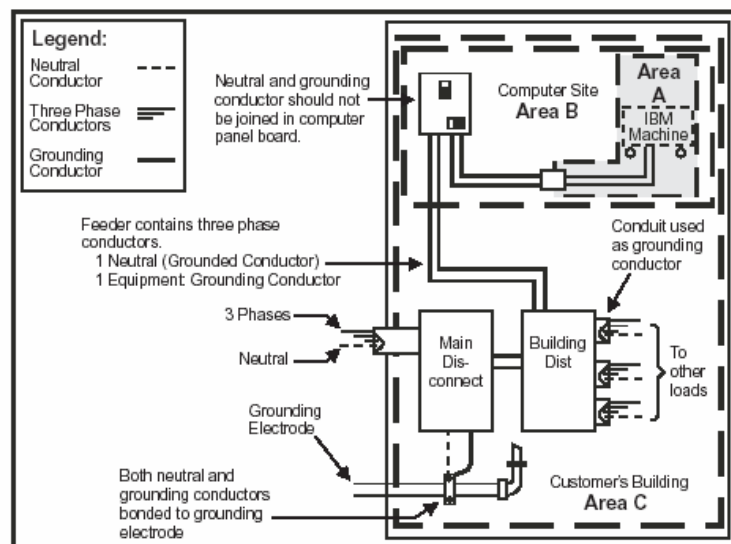 Legend:
Neutral
Conductor
Three Phase
Conductors
Grounding
Conductor
Neutral and grounding
conductor should not
be joined in computer
panel board.
Computer Site
Area B
Area
A
IBM
Machine
Feeder contains three phase
conductors.
1 Neutral (Grounded Conductor)
1 Equipment: Grounding Conductor
Conduit used
as grounding
conductor
3 Phases
Neutral
Main
Dis-
connect
Building
Dist
To
other
loads
Grounding
Electrode
Both neutral and
grounding conductors
bonded to grounding
electrode
Customer's Building
Area C